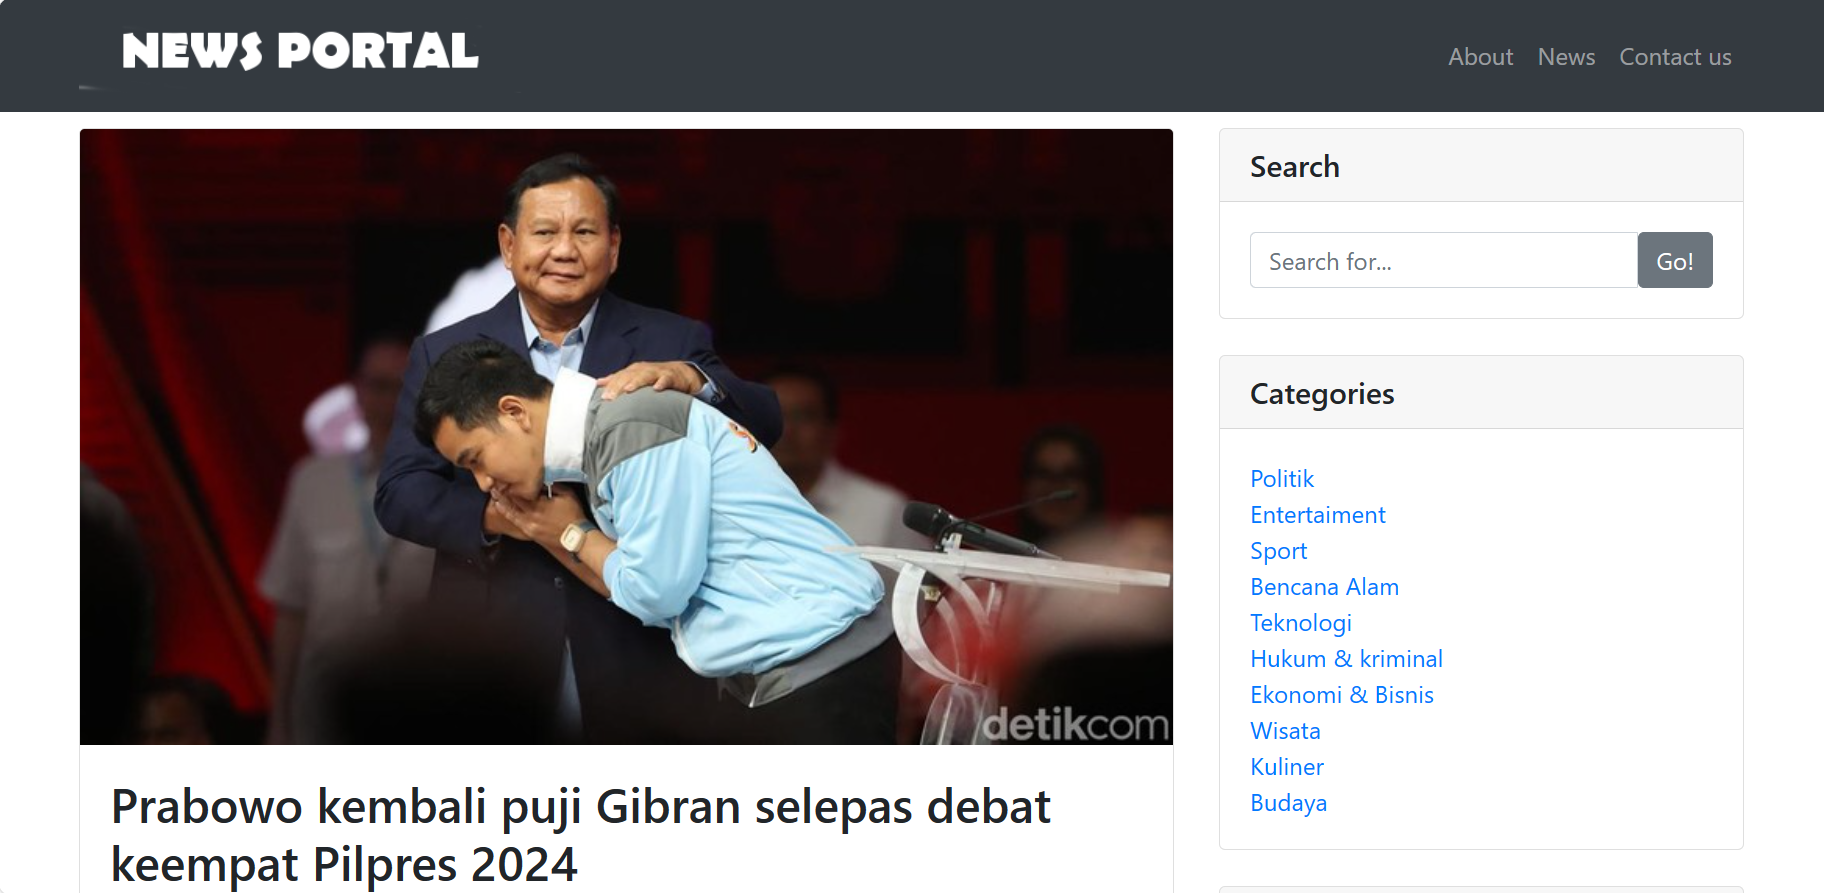 NEWS PORTAL
About News Contact us
detikcom
Prabowo kembali puji Gibran selepas debat
keempat Pilpres 2024
Search
Search for...
Go!
Categories
Politik
Entertaiment
Sport
Bencana Alam
Teknologi
Hukum & kriminal
Ekonomi & Bisnis
Wisata
Kuliner
Budaya